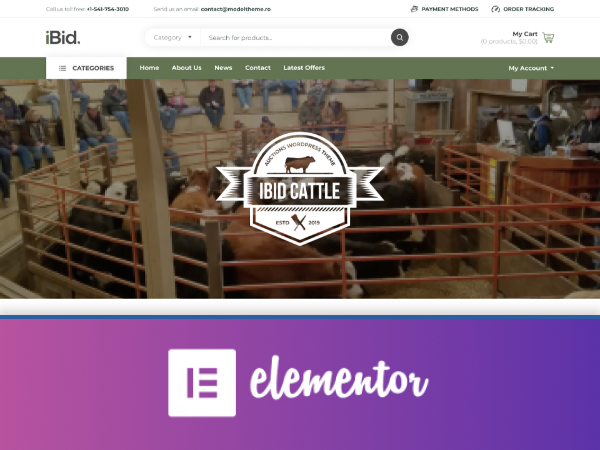 Call us toll free: +1-541-754-3010
Send us an email: contact@modeltheme.ro
PAYMENT METHODS
ORDER TRACKING
iBid.
Category
Search for products...
My Cart
(0 products, $0.00)
CATEGORIES
Home
About Us
News
Contact
Latest Offers
My Account
AUCTIONS WORDPRESS THEME
IBID CATTLE
ESTD 2019
elementor